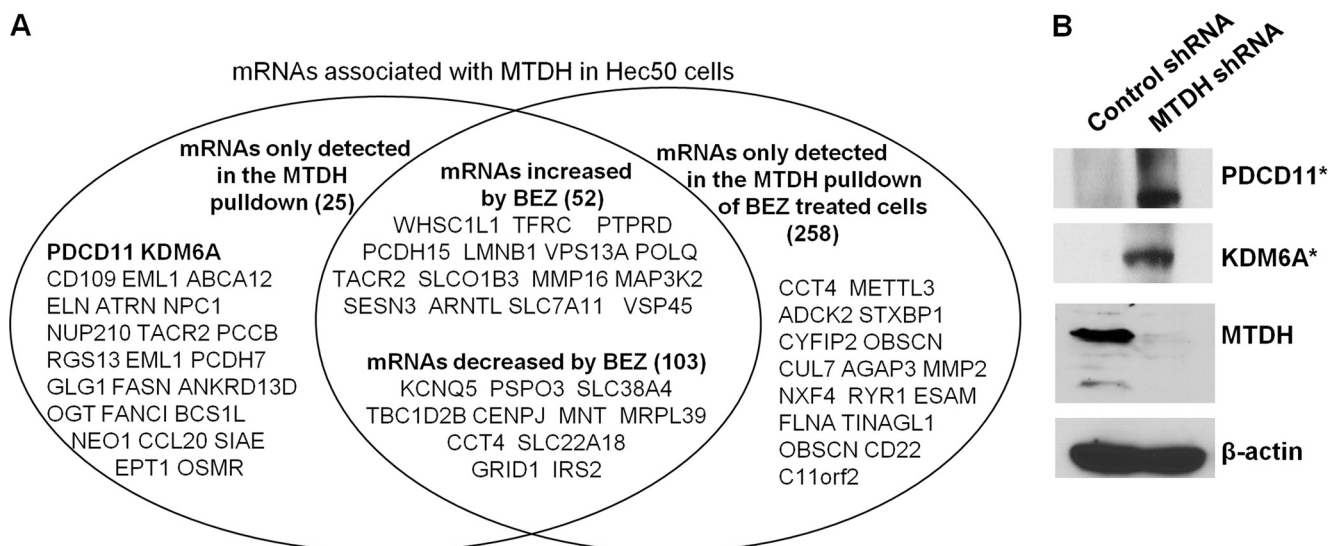 A
mRNAs associated with MTDH in Hec50 cells
mRNAs only detected
in the MTDH
pulldown (25)
PDCD11 KDM6A
CD109 EML1 ABCA12
ELN ATRN NPC1
NUP210 TACR2 PCCB
RGS13 EML1 PCDH7
GLG1 FASN ANKRD13D
OGT FANCI BCS1L
NEO1 CCL20 SIAE
EPT1 OSMR
mRNAs increased
by BEZ (52)
WHSC1L1 TFRC PTPRD
PCDH15 LMNB1 VPS13A POLQ
TACR2 SLCO1B3 MMP16 MAP3K2
SESN3 ARNTL SLC7A11 VSP45
mRNAs decreased by BEZ (103)
KCNQ5 PSPO3 SLC38A4
TBC1D2B CENPJ MNT MRPL39
CCT4 SLC22A18
GRID1 IRS2
mRNAs only detected
in the MTDH pulldown
of BEZ treated cells
(258)
CCT4 METTL3
ADCK2 STXBP1
CYFIP2 OBSCN
CUL7 AGAP3 MMP2
NXF4 RYR1 ESAM
FLNA TINAGL1
OBSCN CD22
C11orf2
B
Control shRNA
MTDH shRNA
PDCD11*
KDM6A*
MTDH
β-actin